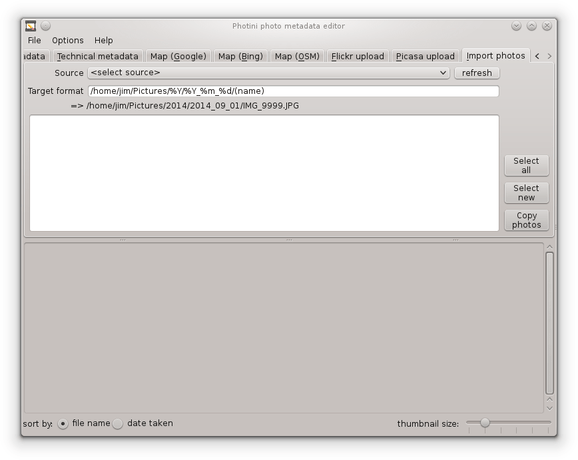 Photini photo metadata editor
File Options Help
data Technical metadata Map (Google) Map (Bing) Map (OSM) Flickr upload Picasa upload Import photos < >
Source <select source> refresh
Target format /home/jim/Pictures/%Y/%Y_%m_%d/(name)
=> /home/jim/Pictures/2014/2014_09_01/IMG_9999.JPG
Select
all
Select
new
Copy
photos
sort by: file name date taken thumbnail size: